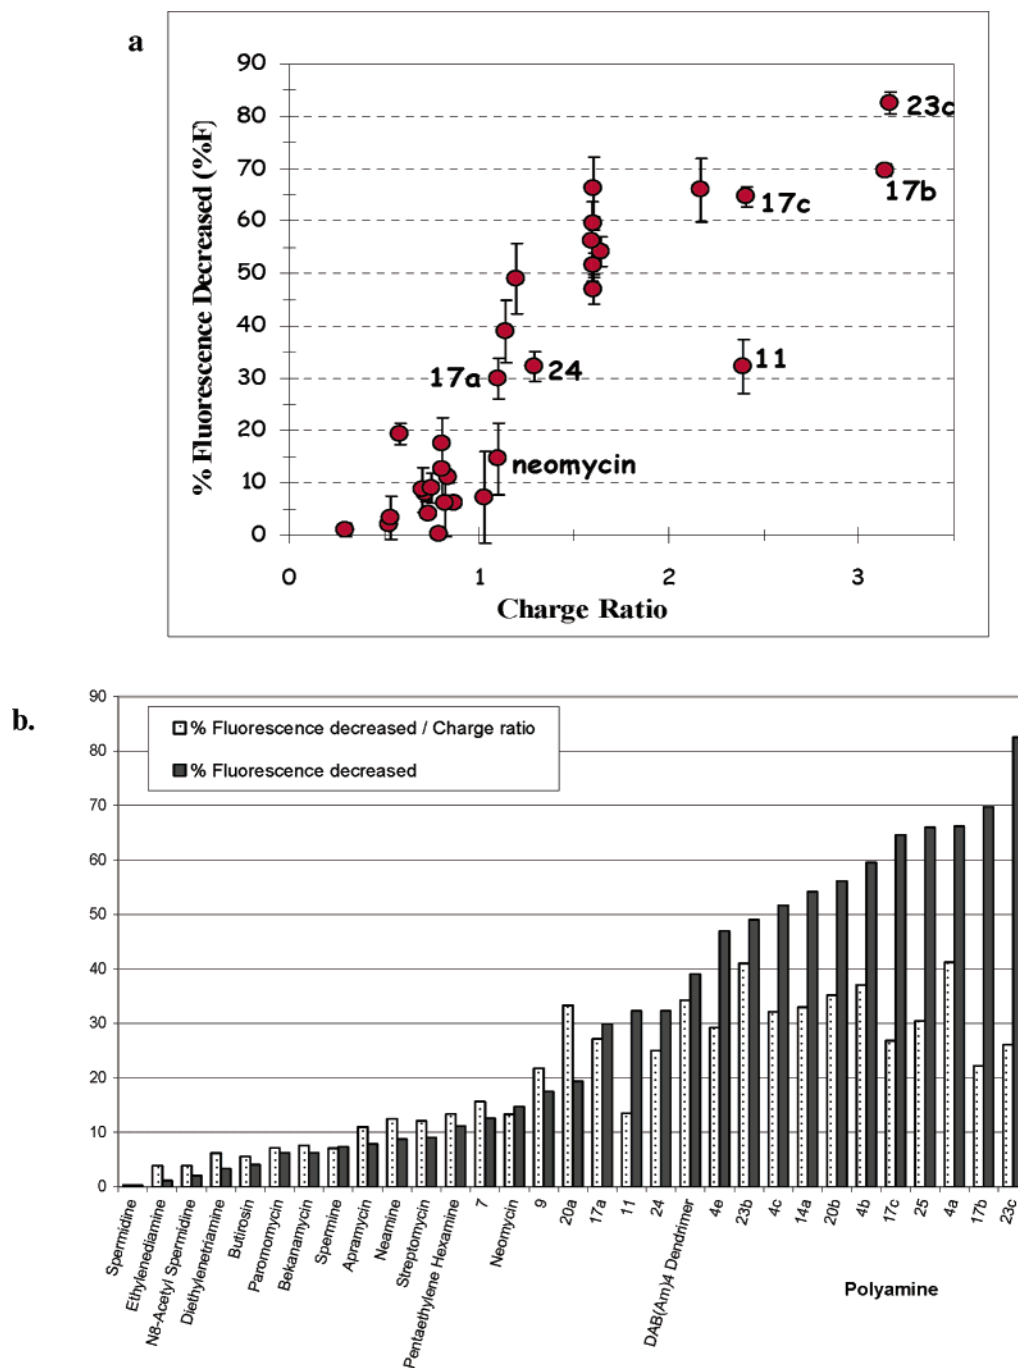 a
90
80
70
60
50
40
30
20
10
0
% Fluorescence Decreased (%F)
23c
17b
17c
11
24
17a
neomycin
0 1 2 3
Charge Ratio
b.
90
80
70
60
50
40
30
20
10
0
% Fluorescence decreased / Charge ratio
% Fluorescence decreased
Spermidine
Ethylenediamine
N8-Acetyl Spermidine
Diethylenetriamine
Butirosin
Paromomycin
Bekanamycin
Spermine
Apramycin
Neamine
Streptomycin
Pentaethylene Hexamine
7
Neomycin
9
20a
17a
11
24
DAB(Am)4 Dendrimer
4e
23b
4c
14a
20b
4b
17c
25
4a
17b
23c
Polyamine